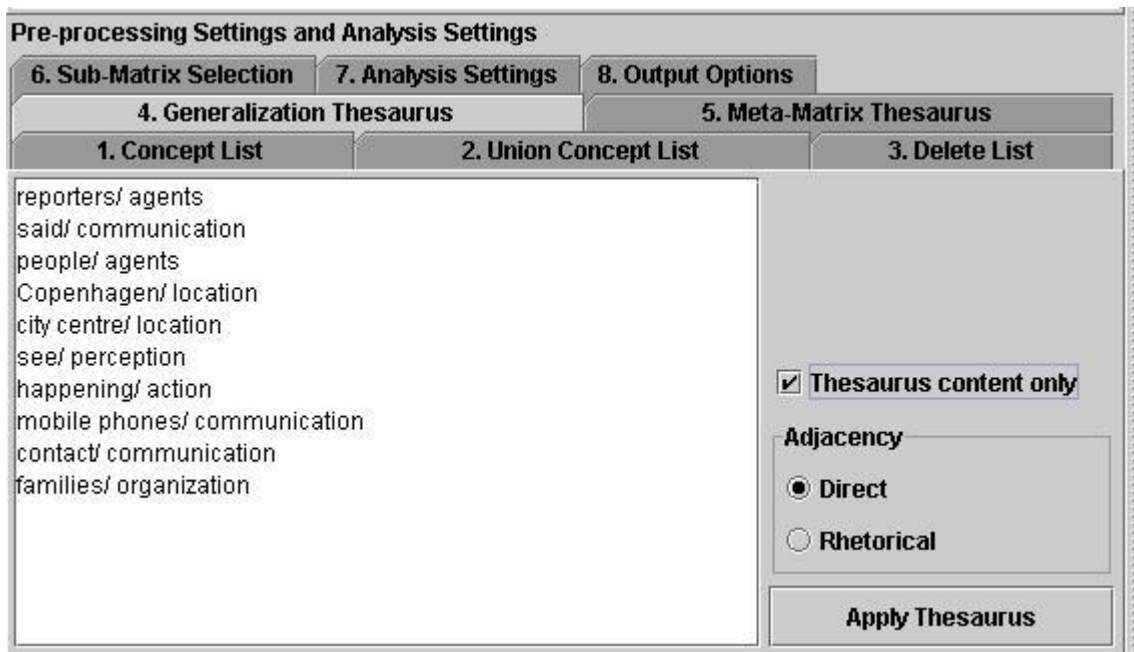 Pre-processing Settings and Analysis Settings
6. Sub-Matrix Selection 7. Analysis Settings 8. Output Options
4. Generalization Thesaurus 5. Meta-Matrix Thesaurus
1. Concept List 2. Union Concept List 3. Delete List
reporters/ agents
said/ communication
people/ agents
Copenhagen/ location
city centre/ location
see/ perception
happening/ action
mobile phones/ communication
contact/ communication
families/ organization
Thesaurus content only
Adjacency
Direct
Rhetorical
Apply Thesaurus